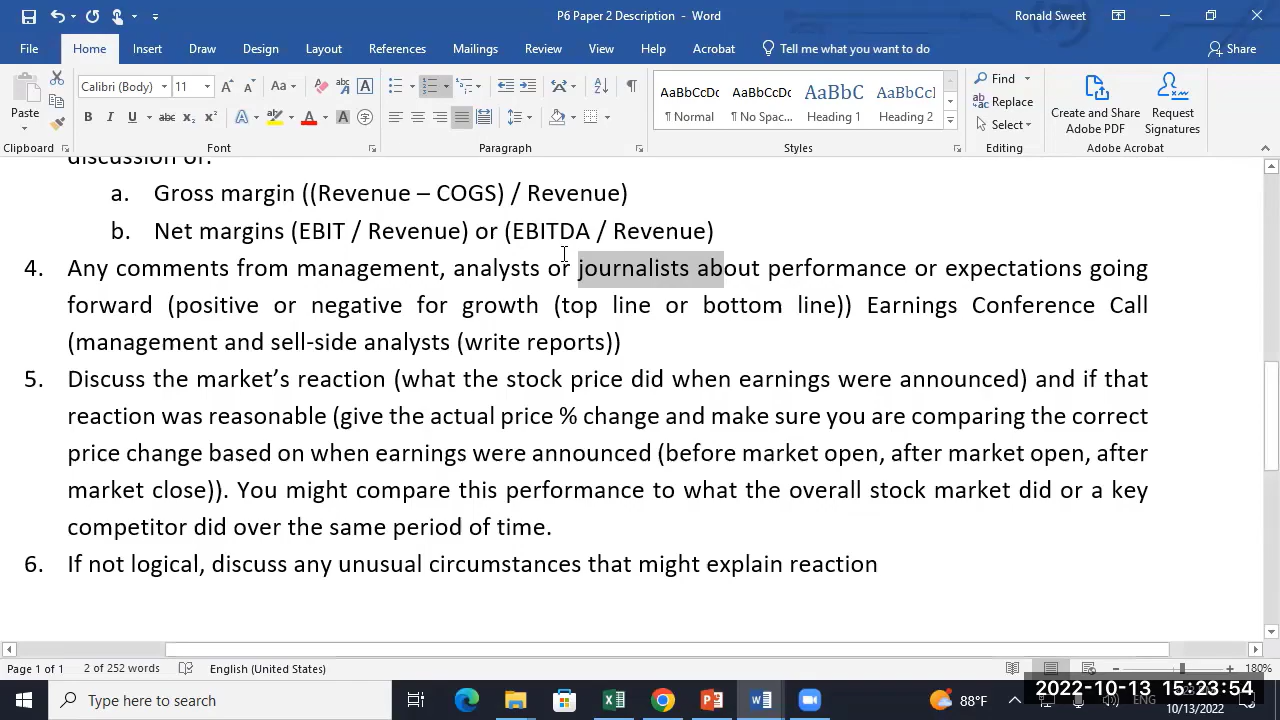 P6 Paper 2 Description - Word
Ronald Sweet
File Home Insert Draw Design Layout References Mailings Review View Help Acrobat Tell me what you want to do Share
Calibri (Body) 11
Paste
Clipboard
Font
Paragraph
AaBbCcDc AaBbCcDc AaBbC AaBbCcI
¶ Normal ¶ No Spac... Heading 1 Heading 2
Styles
Find
Replace
Select
Editing
Create and Share
Adobe PDF
Request
Signatures
Adobe Acrobat
discussion of:
a. Gross margin ((Revenue – COGS) / Revenue)
b. Net margins (EBIT / Revenue) or (EBITDA / Revenue)
4. Any comments from management, analysts or journalists about performance or expectations going
forward (positive or negative for growth (top line or bottom line)) Earnings Conference Call
(management and sell-side analysts (write reports))
5. Discuss the market’s reaction (what the stock price did when earnings were announced) and if that
reaction was reasonable (give the actual price % change and make sure you are comparing the correct
price change based on when earnings were announced (before market open, after market open, after
market close)). You might compare this performance to what the overall stock market did or a key
competitor did over the same period of time.
6. If not logical, discuss any unusual circumstances that might explain reaction
Page 1 of 1 2 of 252 words English (United States) 180%
Type here to search
88°F
ENG
2022-10-13 15:23:54
10/13/2022